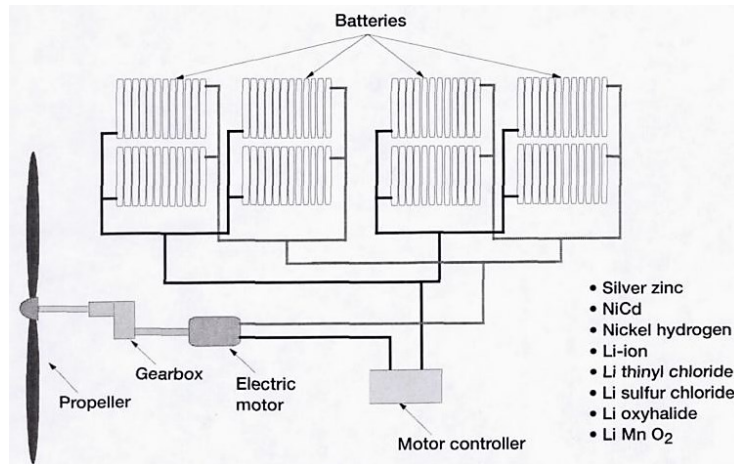 Batteries
• Silver zinc
• NiCd
• Nickel hydrogen
• Li-ion
• Li thinyl chloride
• Li sulfur chloride
• Li oxyhalide
• Li Mn O₂
Gearbox
Electric
motor
Propeller
Motor controller